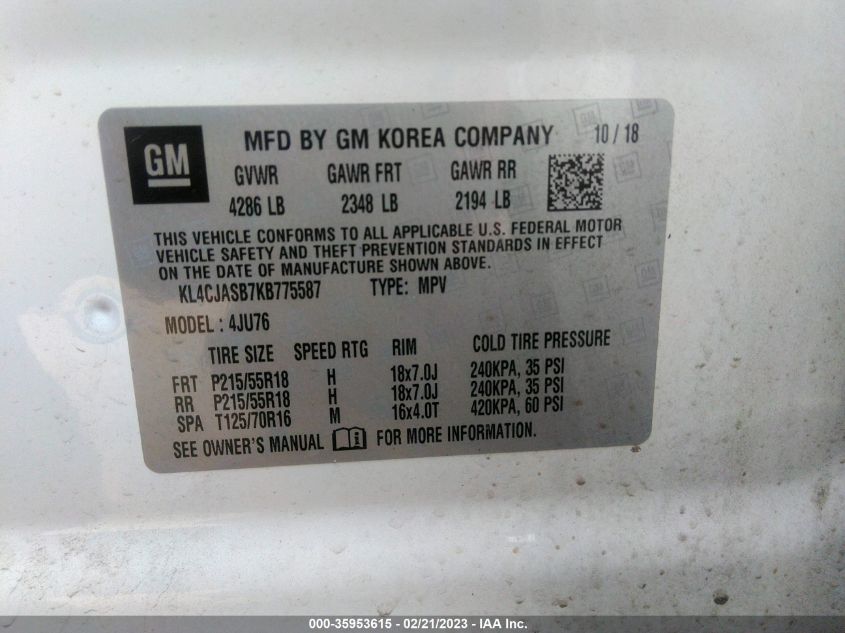 GM
MFD BY GM KOREA COMPANY 10 / 18
GVWR GAWR FRT GAWR RR
4286 LB 2348 LB 2194 LB
THIS VEHICLE CONFORMS TO ALL APPLICABLE U.S. FEDERAL MOTOR
VEHICLE SAFETY AND THEFT PREVENTION STANDARDS IN EFFECT
ON THE DATE OF MANUFACTURE SHOWN ABOVE.
KL4CJASB7KB775587 TYPE: MPV
MODEL : 4JU76
TIRE SIZE SPEED RTG RIM COLD TIRE PRESSURE
FRT P215/55R18 H 18x7.0J 240KPA, 35 PSI
RR P215/55R18 H 18x7.0J 240KPA, 35 PSI
SPA T125/70R16 M 16x4.0T 420KPA, 60 PSI
SEE OWNER'S MANUAL FOR MORE INFORMATION.
000-35953615 - 02/21/2023 - IAA Inc.